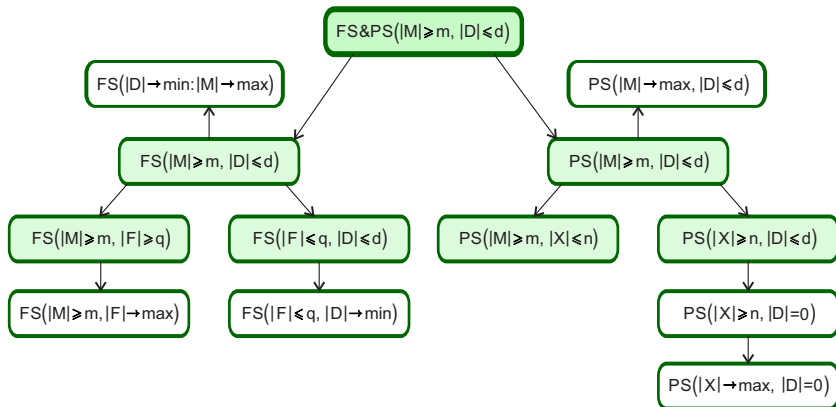 FS&PS(|M|⩾m, |D|⩽d)
FS(|D|→min:|M|→max)
PS(|M|→max, |D|⩽d)
FS(|M|⩾m, |D|⩽d)
PS(|M|⩾m, |D|⩽d)
FS(|M|⩾m, |F|⩾q)
FS(|F|⩽q, |D|⩽d)
PS(|M|⩾m, |X|⩽n)
PS(|X|⩾n, |D|⩽d)
FS(|M|⩾m, |F|→max)
FS(|F|⩽q, |D|→min)
PS(|X|⩾n, |D|=0)
PS(|X|→max, |D|=0)